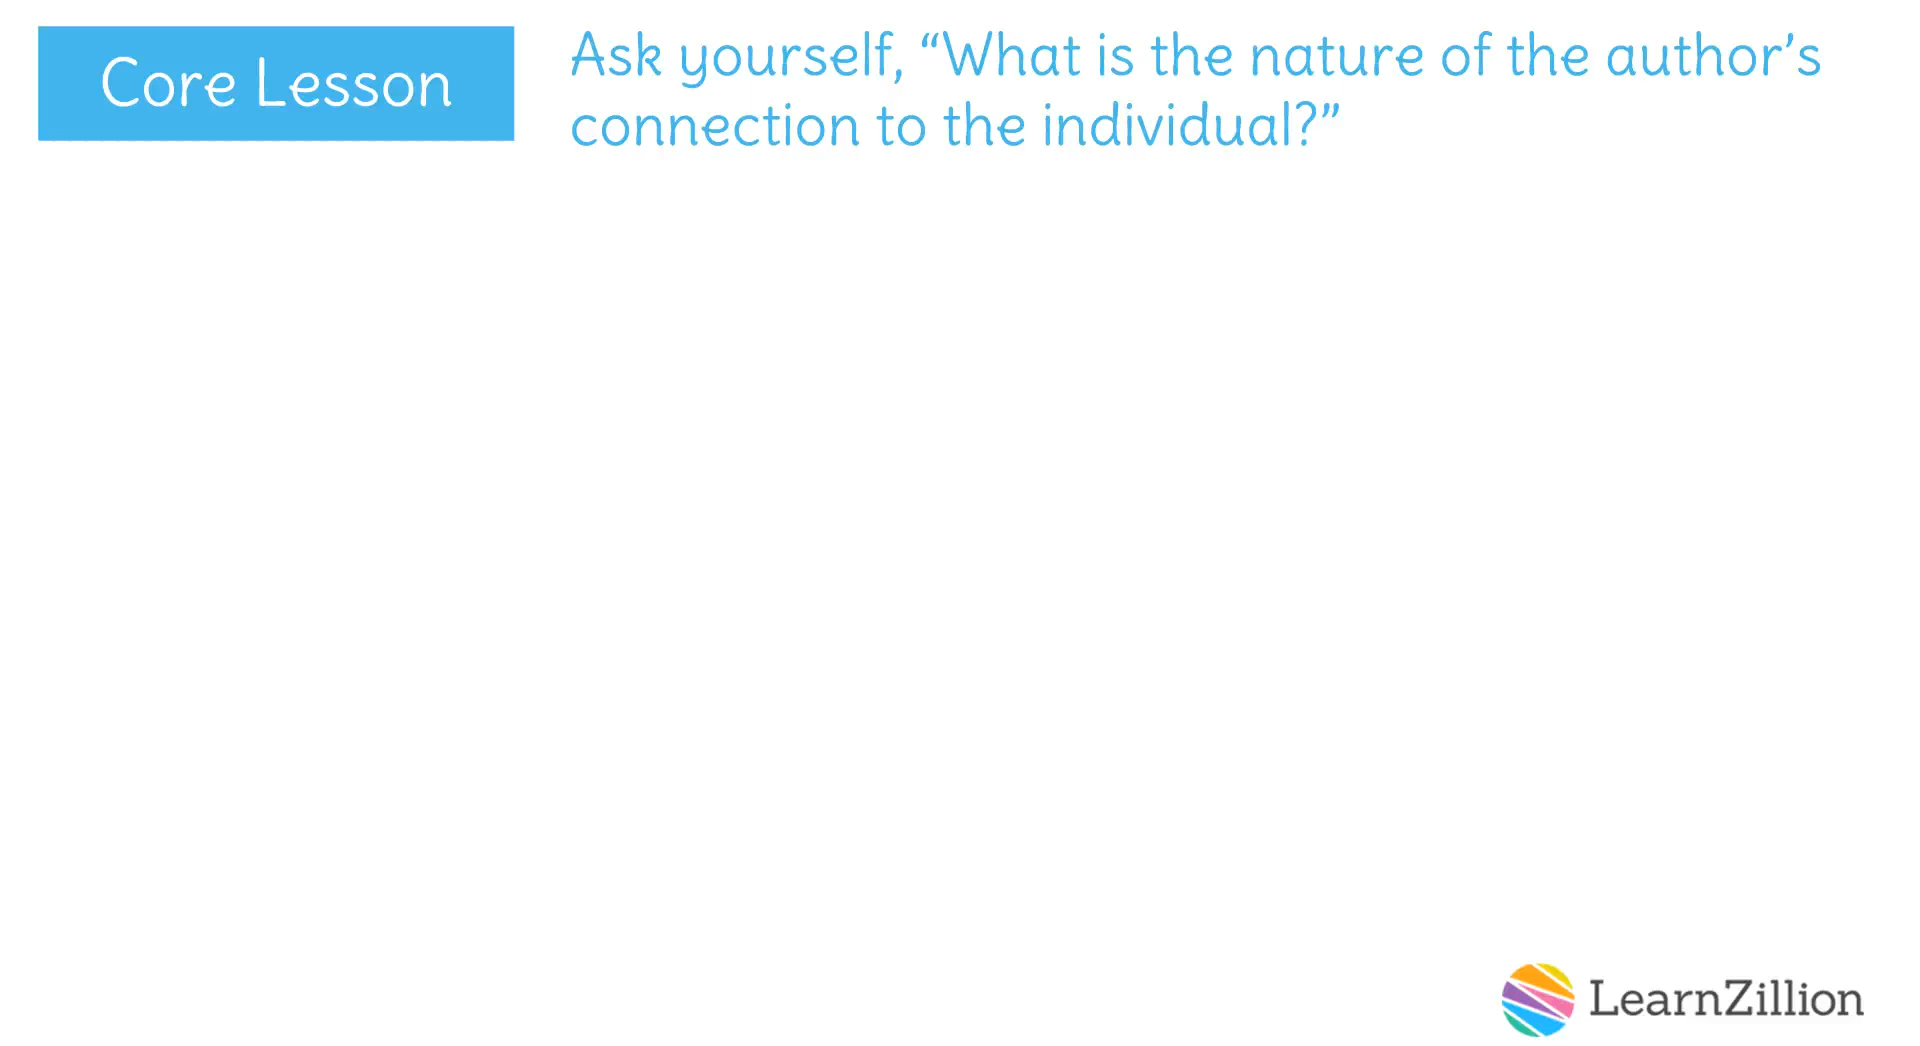 Core Lesson
Ask yourself, “What is the nature of the author’s
connection to the individual?”
LearnZillion